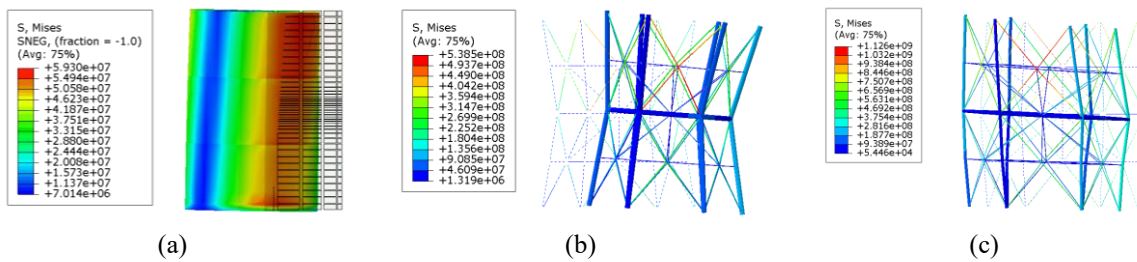 S, Mises
SNEG, (fraction = -1.0)
(Avg: 75%)
+5.930e+07
+5.494e+07
+5.058e+07
+4.623e+07
+4.187e+07
+3.751e+07
+3.315e+07
+2.880e+07
+2.444e+07
+2.008e+07
+1.573e+07
+1.137e+07
+7.014e+06
(a)
S, Mises
(Avg: 75%)
+5.385e+08
+4.937e+08
+4.490e+08
+4.042e+08
+3.594e+08
+3.147e+08
+2.699e+08
+2.252e+08
+1.804e+08
+1.356e+08
+9.085e+07
+4.609e+07
+1.319e+06
(b)
S, Mises
(Avg: 75%)
+1.126e+09
+1.032e+09
+9.384e+08
+8.446e+08
+7.507e+08
+6.569e+08
+5.631e+08
+4.692e+08
+3.754e+08
+2.816e+08
+1.877e+08
+9.387e+07
+5.446e+04
(c)